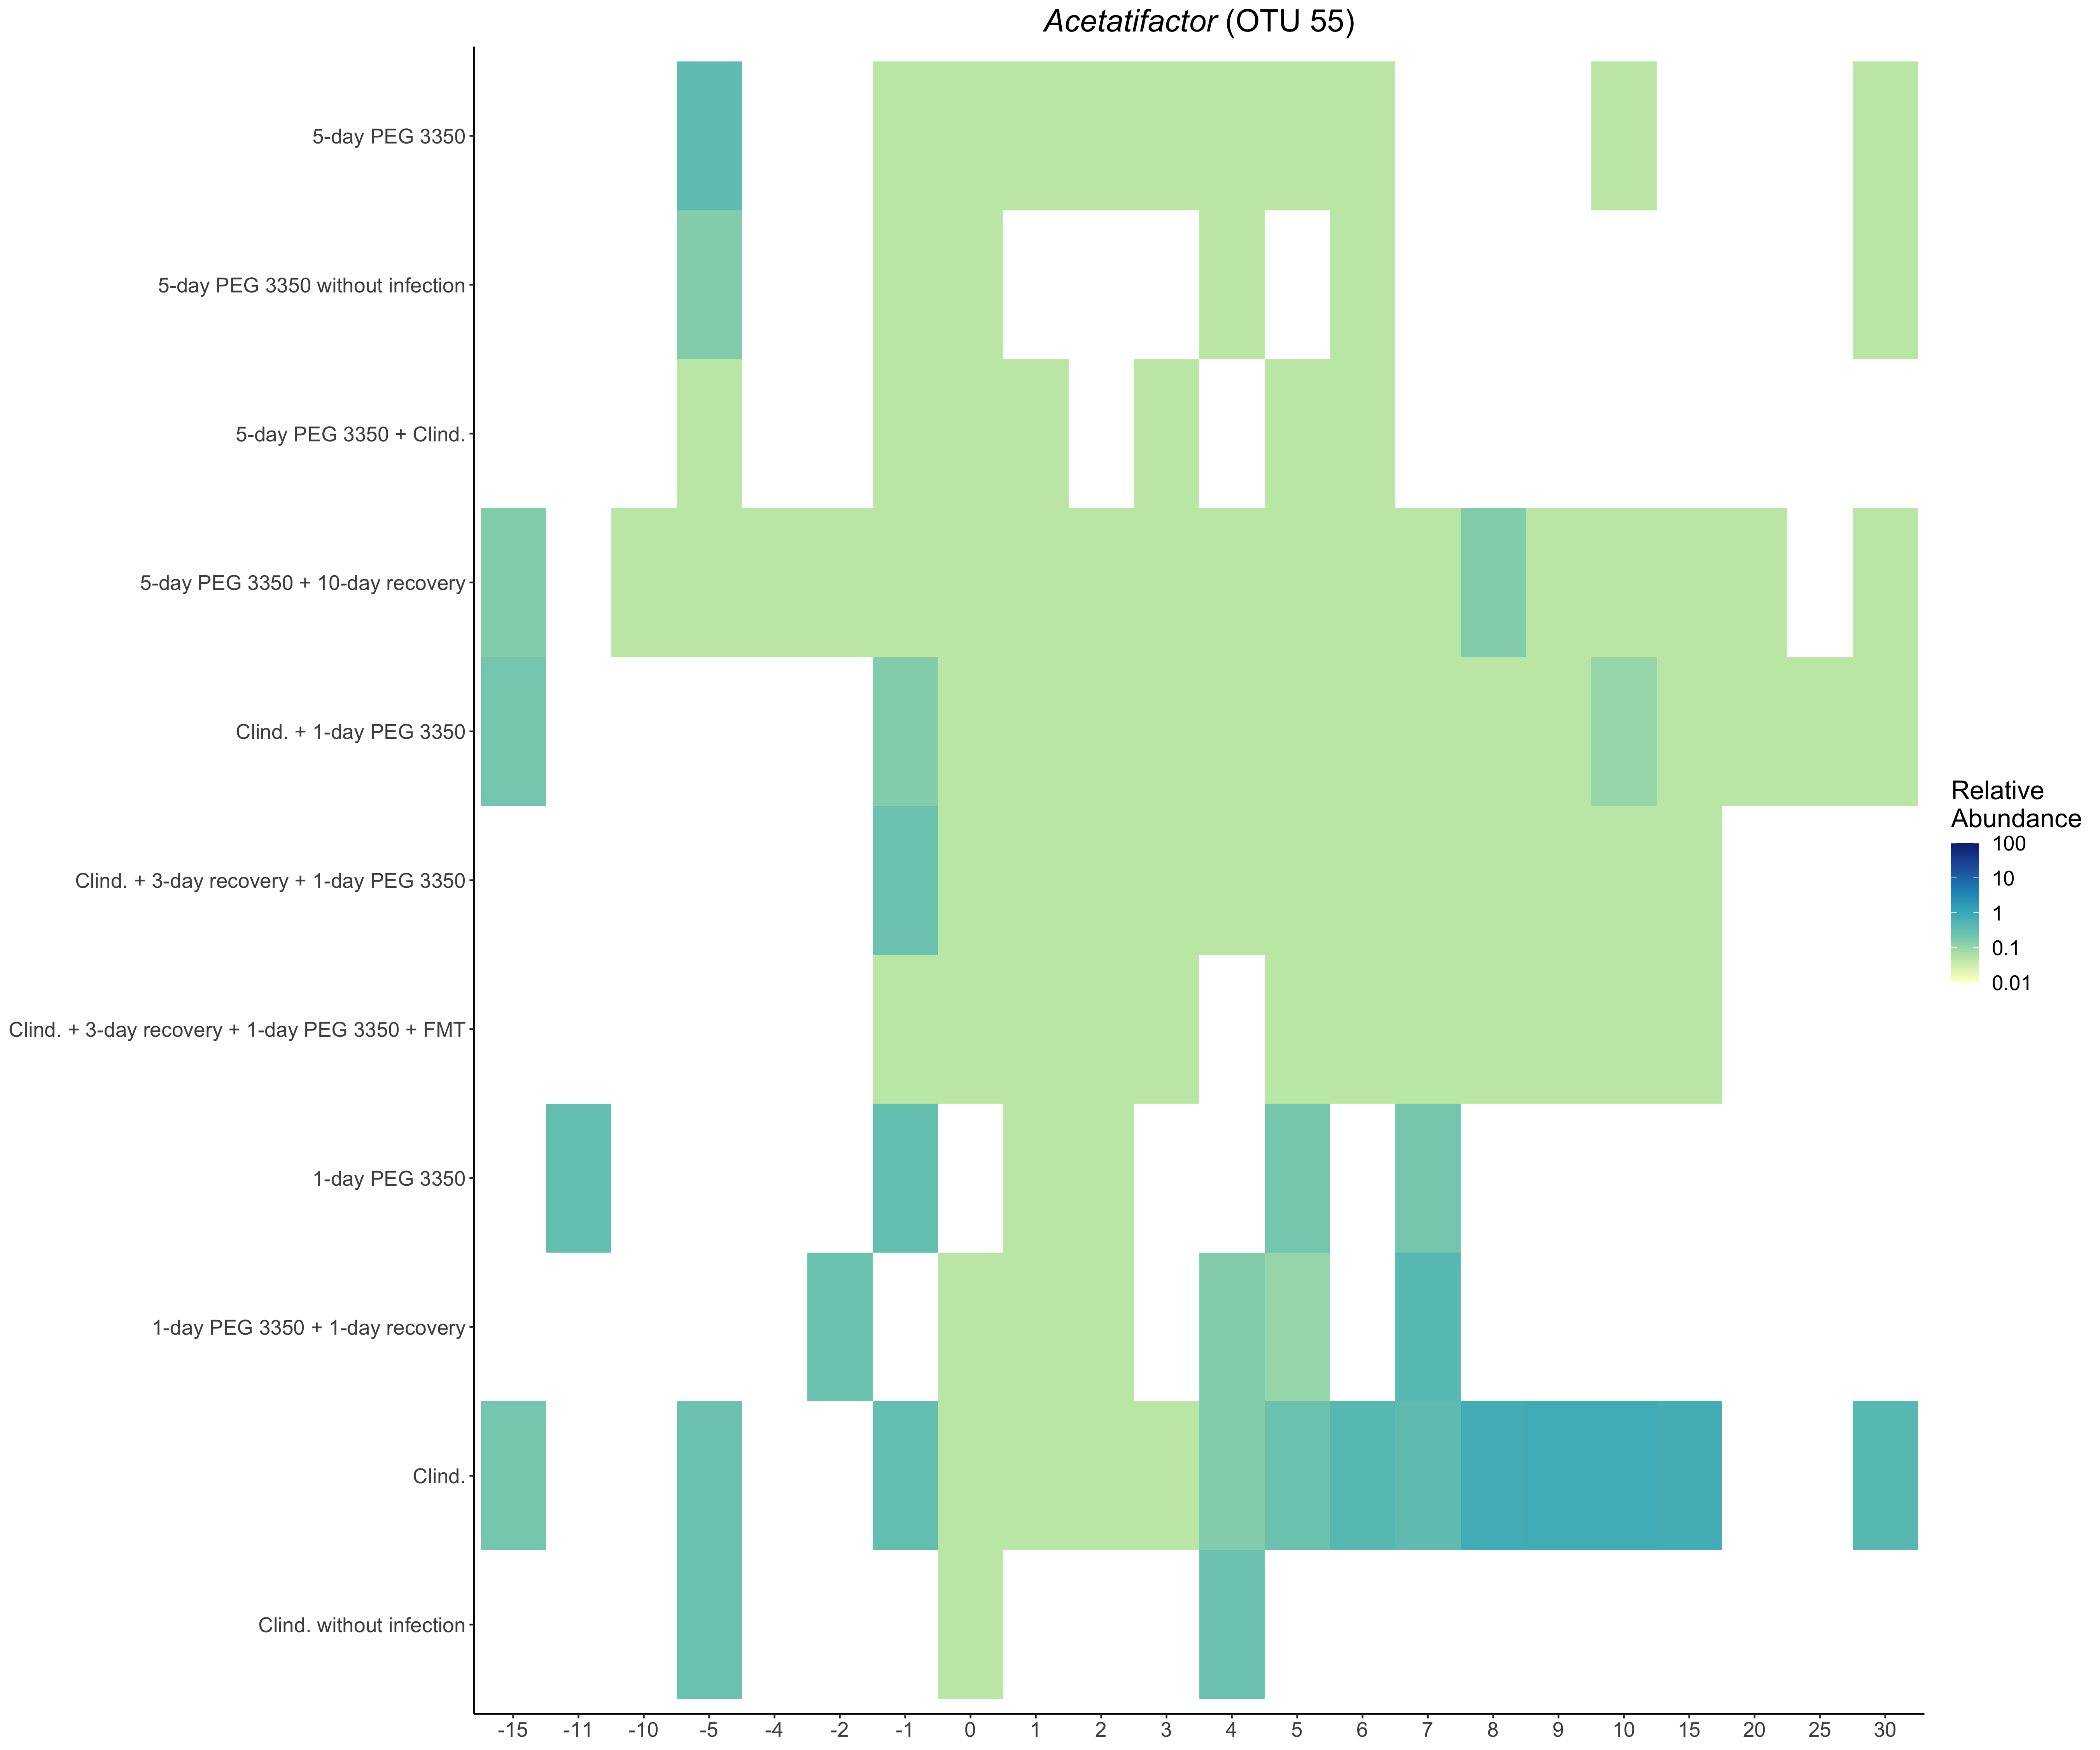 Acetatifactor (OTU 55)
5-day PEG 3350
5-day PEG 3350 without infection
5-day PEG 3350 + Clind.
5-day PEG 3350 + 10-day recovery
Clind. + 1-day PEG 3350
Clind. + 3-day recovery + 1-day PEG 3350
Clind. + 3-day recovery + 1-day PEG 3350 + FMT
1-day PEG 3350
1-day PEG 3350 + 1-day recovery
Clind.
Clind. without infection
-15 -11 -10 -5 -4 -2 -1 0 1 2 3 4 5 6 7 8 9 10 15 20 25 30
Relative
Abundance
100
10
1
0.1
0.01